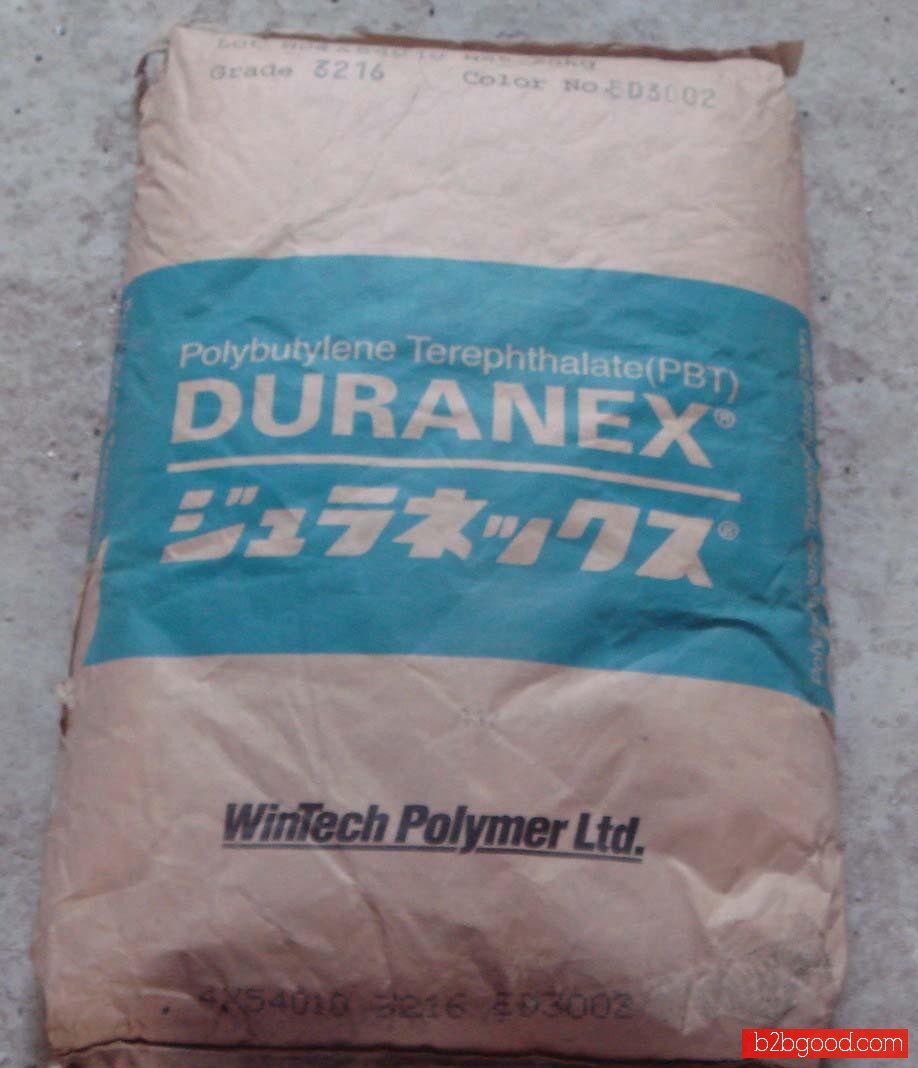 Grade 3216 Color No. ED3002
Polybutylene Terephthalate(PBT)
DURANEX®
ジュラネックス®
WinTech Polymer Ltd.
4X54010 3216 ED3002
b2bgood.com